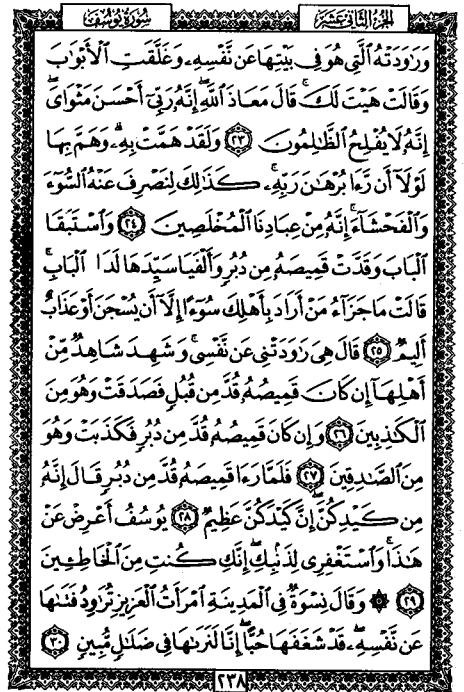 الجزء الثاني عشر سورة يوسف
وَرَٰوَدَتْهُ ٱلَّتِى هُوَ فِى بَيْتِهَا عَن نَّفْسِهِۦ وَغَلَّقَتِ ٱلْأَبْوَٰبَ
وَقَالَتْ هَيْتَ لَكَ ۚ قَالَ مَعَاذَ ٱللَّهِ ۖ إِنَّهُۥ رَبِّىٓ أَحْسَنَ مَثْوَاىَ ۖ
إِنَّهُۥ لَا يُفْلِحُ ٱلظَّٰلِمُونَ ٢٣ وَلَقَدْ هَمَّتْ بِهِۦ ۖ وَهَمَّ بِهَا
لَوْلَآ أَن رَّءَا بُرْهَٰنَ رَبِّهِۦ ۚ كَذَٰلِكَ لِنَصْرِفَ عَنْهُ ٱلسُّوٓءَ
وَٱلْفَحْشَآءَ ۚ إِنَّهُۥ مِنْ عِبَادِنَا ٱلْمُخْلَصِينَ ٢٤ وَٱسْتَبَقَا
ٱلْبَابَ وَقَدَّتْ قَمِيصَهُۥ مِن دُبُرٍ وَأَلْفَيَا سَيِّدَهَا لَدَا ٱلْبَابِ ۚ
قَالَتْ مَا جَزَآءُ مَنْ أَرَادَ بِأَهْلِكَ سُوٓءًا إِلَّآ أَن يُسْجَنَ أَوْ عَذَابٌ
أَلِيمٌ ٢٥ قَالَ هِىَ رَٰوَدَتْنِى عَن نَّفْسِى ۚ وَشَهِدَ شَاهِدٌ مِّنْ
أَهْلِهَآ إِن كَانَ قَمِيصُهُۥ قُدَّ مِن قُبُلٍ فَصَدَقَتْ وَهُوَ مِنَ
ٱلْكَٰذِبِينَ ٢٦ وَإِن كَانَ قَمِيصُهُۥ قُدَّ مِن دُبُرٍ فَكَذَبَتْ وَهُوَ
مِنَ ٱلصَّٰدِقِينَ ٢٧ فَلَمَّا رَءَا قَمِيصَهُۥ قُدَّ مِن دُبُرٍ قَالَ إِنَّهُۥ
مِن كَيْدِكُنَّ ۖ إِنَّ كَيْدَكُنَّ عَظِيمٌ ٢٨ يُوسُفُ أَعْرِضْ عَنْ
هَٰذَا ۚ وَٱسْتَغْفِرِى لِذَنۢبِكِ ۖ إِنَّكِ كُنتِ مِنَ ٱلْخَاطِـِٔينَ
٢٩ ۞ وَقَالَ نِسْوَةٌ فِى ٱلْمَدِينَةِ ٱمْرَأَتُ ٱلْعَزِيزِ تُرَٰوِدُ فَتَىٰهَا
عَن نَّفْسِهِۦ ۖ قَدْ شَغَفَهَا حُبًّا ۖ إِنَّا لَنَرَىٰهَا فِى ضَلَٰلٍ مُّبِينٍ ٣٠
٢٣٨